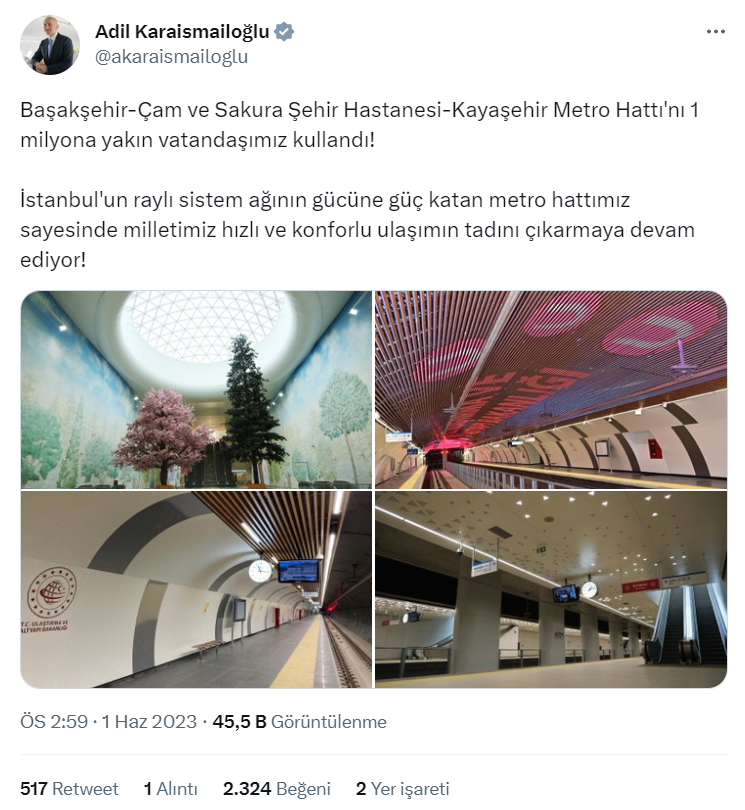 Adil Karaismailoğlu
@akaraismailoglu
Başakşehir-Çam ve Sakura Şehir Hastanesi-Kayaşehir Metro Hattı'nı 1
milyona yakın vatandaşımız kullandı!
İstanbul'un raylı sistem ağının gücüne güç katan metro hattımız
sayesinde milletimiz hızlı ve konforlu ulaşımın tadını çıkarmaya devam
ediyor!
T.C. ULAŞTIRMA VE
ALTYAPI BAKANLIĞI
ÖS 2:59 · 1 Haz 2023 · 45,5 B Görüntülenme
517 Retweet 1 Alıntı 2.324 Beğeni 2 Yer işareti